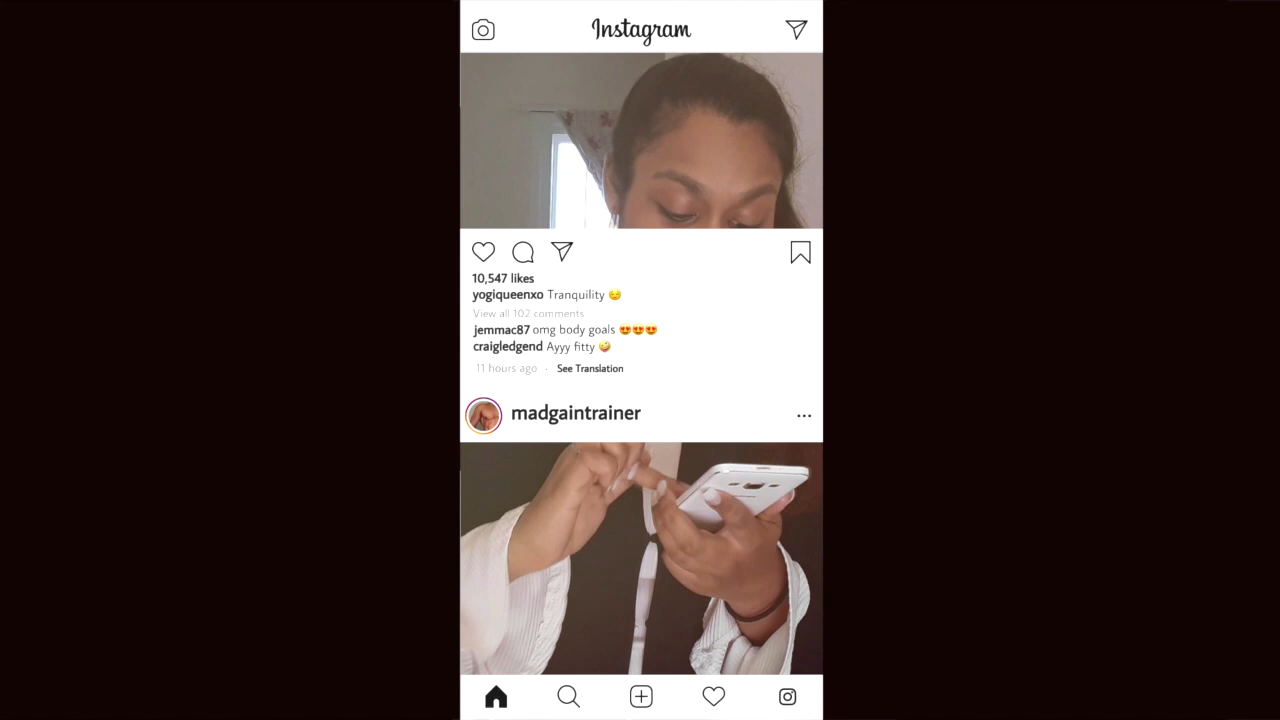 Instagram
10,547 likes
yogiqueenxo Tranquility 😌
View all 102 comments
jemmac87 omg body goals 😍😍😍
craigledgend Ayyy fitty 🤪
11 hours ago · See Translation
madgaintrainer